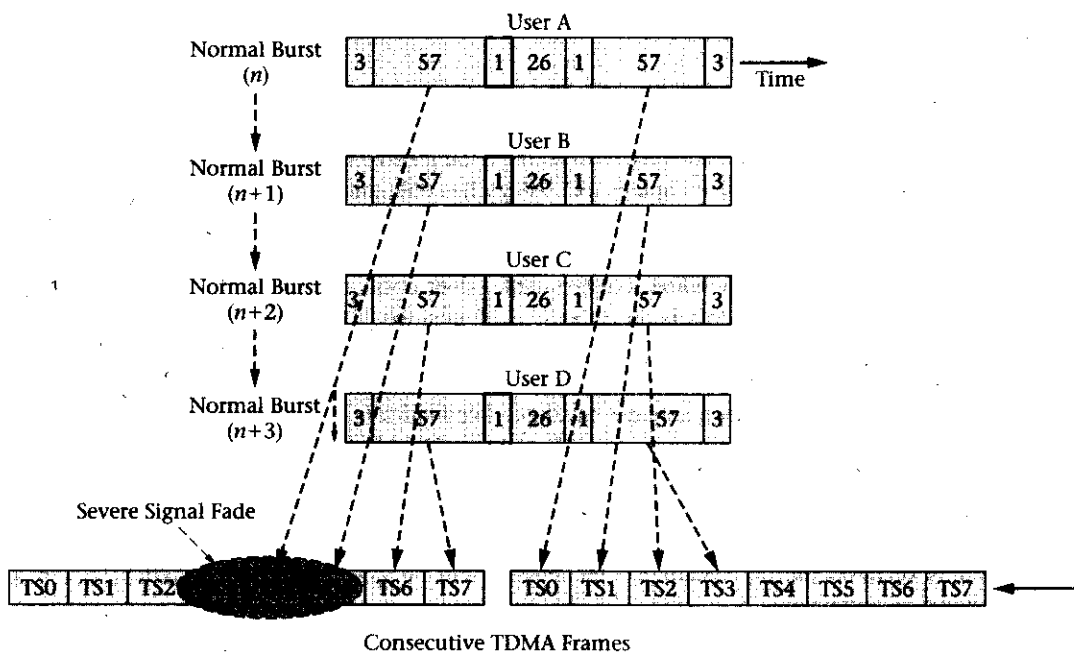 User A
Normal Burst
(n)
3 57 1 26 1 57 3
Time
User B
Normal Burst
(n+1)
3 57 1 26 1 57 3
User C
Normal Burst
(n+2)
3 57 1 26 1 57 3
User D
Normal Burst
(n+3)
3 57 1 26 1 57 3
Severe Signal Fade
TS0 TS1 TS2 TS6 TS7 TS0 TS1 TS2 TS3 TS4 TS5 TS6 TS7
Consecutive TDMA Frames